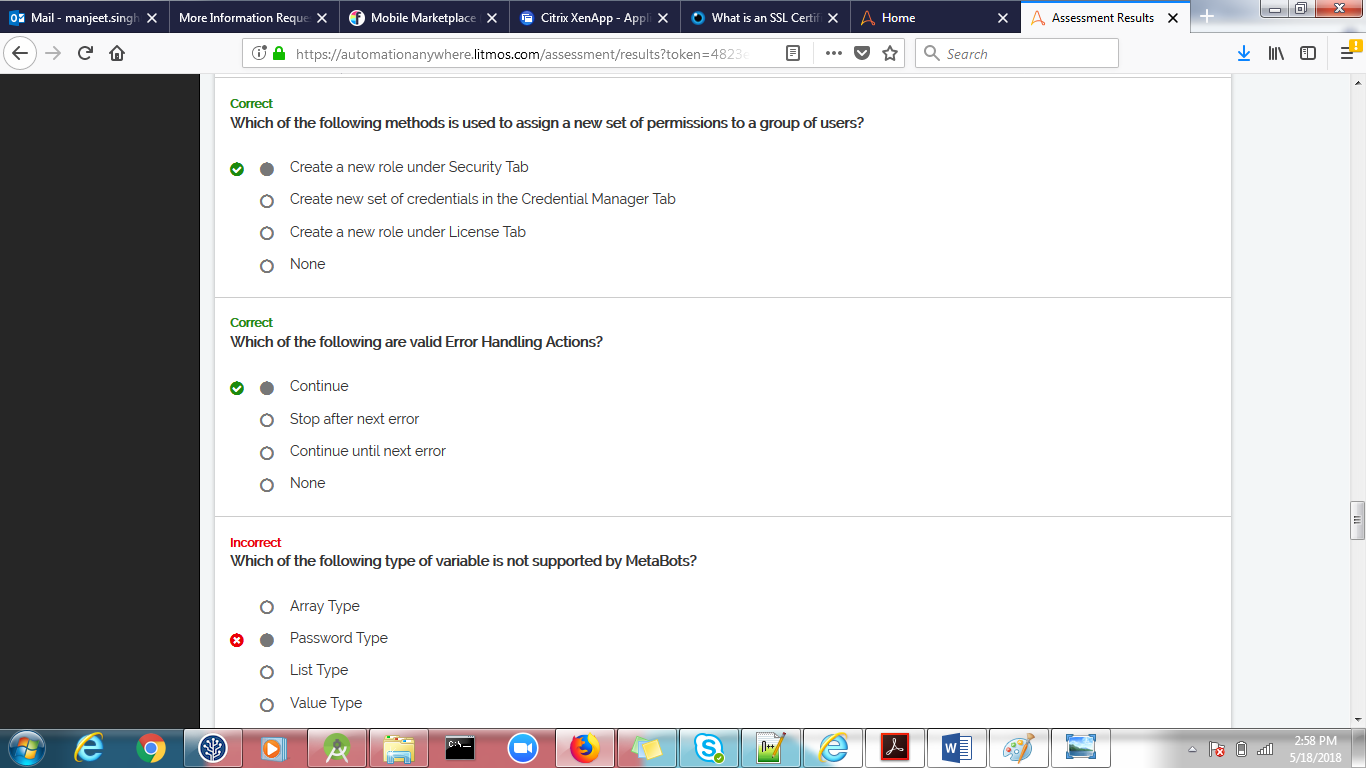 Mail - manjeet.singh
More Information Reque
Mobile Marketplace
Citrix XenApp - Appli
What is an SSL Certifi
Home
Assessment Results
https://automationanywhere.litmos.com/assessment/results?token=4823e
Search
Correct
Which of the following methods is used to assign a new set of permissions to a group of users?
Create a new role under Security Tab
Create new set of credentials in the Credential Manager Tab
Create a new role under License Tab
None
Correct
Which of the following are valid Error Handling Actions?
Continue
Stop after next error
Continue until next error
None
Incorrect
Which of the following type of variable is not supported by MetaBots?
Array Type
Password Type
List Type
Value Type
2:58 PM
5/18/2018